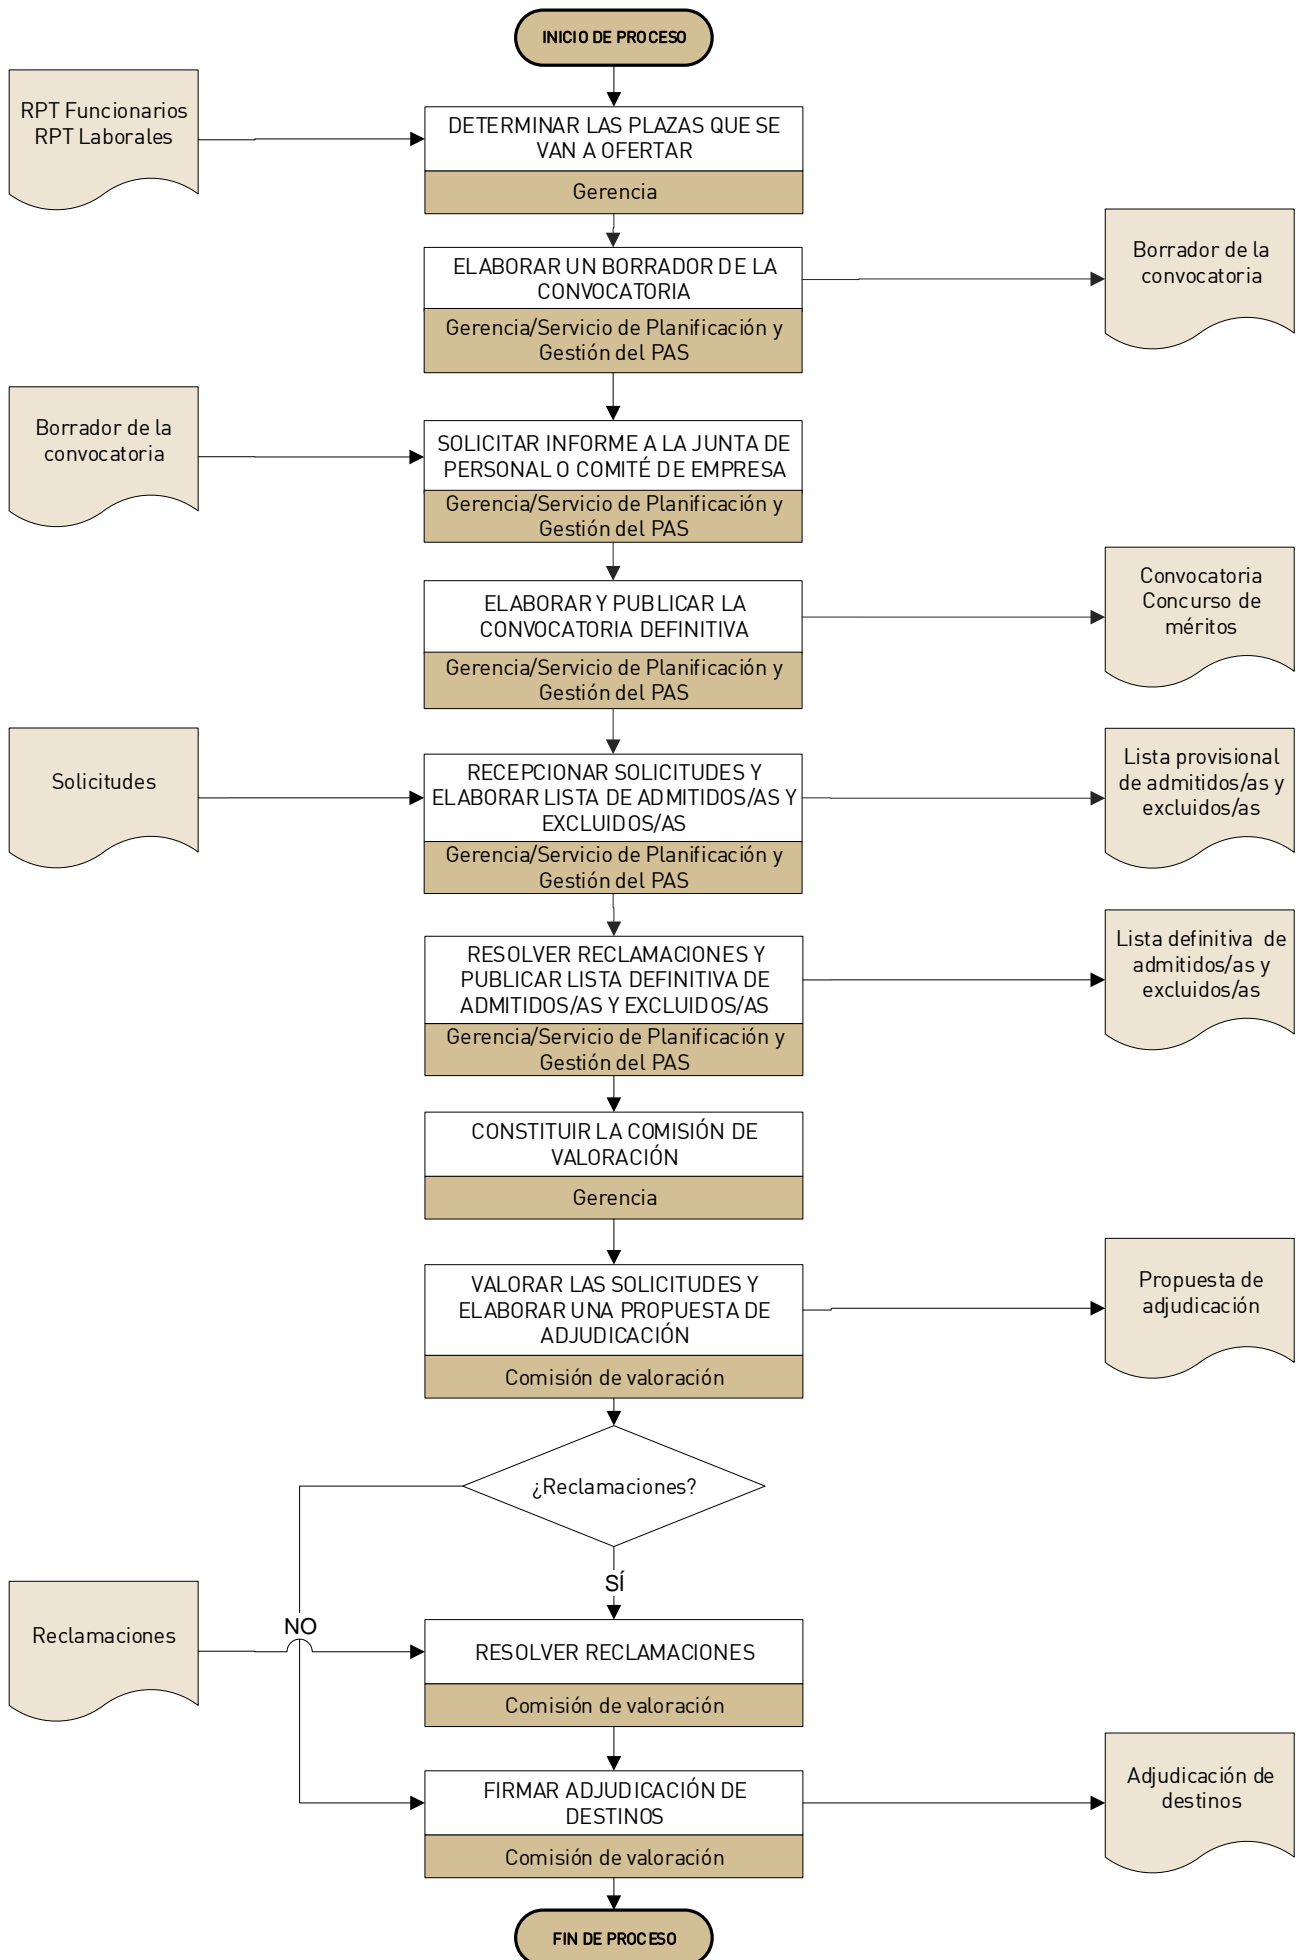 INICIO DE PROCESO
RPT Funcionarios
RPT Laborales
DETERMINAR LAS PLAZAS QUE SE
VAN A OFERTAR
Gerencia
ELABORAR UN BORRADOR DE LA
CONVOCATORIA
Gerencia/Servicio de Planificación y
Gestión del PAS
Borrador de la
convocatoria
Borrador de la
convocatoria
SOLICITAR INFORME A LA JUNTA DE
PERSONAL O COMITÉ DE EMPRESA
Gerencia/Servicio de Planificación y
Gestión del PAS
ELABORAR Y PUBLICAR LA
CONVOCATORIA DEFINITIVA
Gerencia/Servicio de Planificación y
Gestión del PAS
Convocatoria
Concurso de
méritos
Solicitudes
RECEPCIONAR SOLICITUDES Y
ELABORAR LISTA DE ADMITIDOS/AS Y
EXCLUIDOS/AS
Gerencia/Servicio de Planificación y
Gestión del PAS
Lista provisional
de admitidos/as y
excluidos/as
RESOLVER RECLAMACIONES Y
PUBLICAR LISTA DEFINITIVA DE
ADMITIDOS/AS Y EXCLUIDOS/AS
Gerencia/Servicio de Planificación y
Gestión del PAS
Lista definitiva de
admitidos/as y
excluidos/as
CONSTITUIR LA COMISIÓN DE
VALORACIÓN
Gerencia
VALORAR LAS SOLICITUDES Y
ELABORAR UNA PROPUESTA DE
ADJUDICACIÓN
Comisión de valoración
Propuesta de
adjudicación
¿Reclamaciones?
SÍ
NO
Reclamaciones
RESOLVER RECLAMACIONES
Comisión de valoración
FIRMAR ADJUDICACIÓN DE
DESTINOS
Comisión de valoración
Adjudicación de
destinos
FIN DE PROCESO